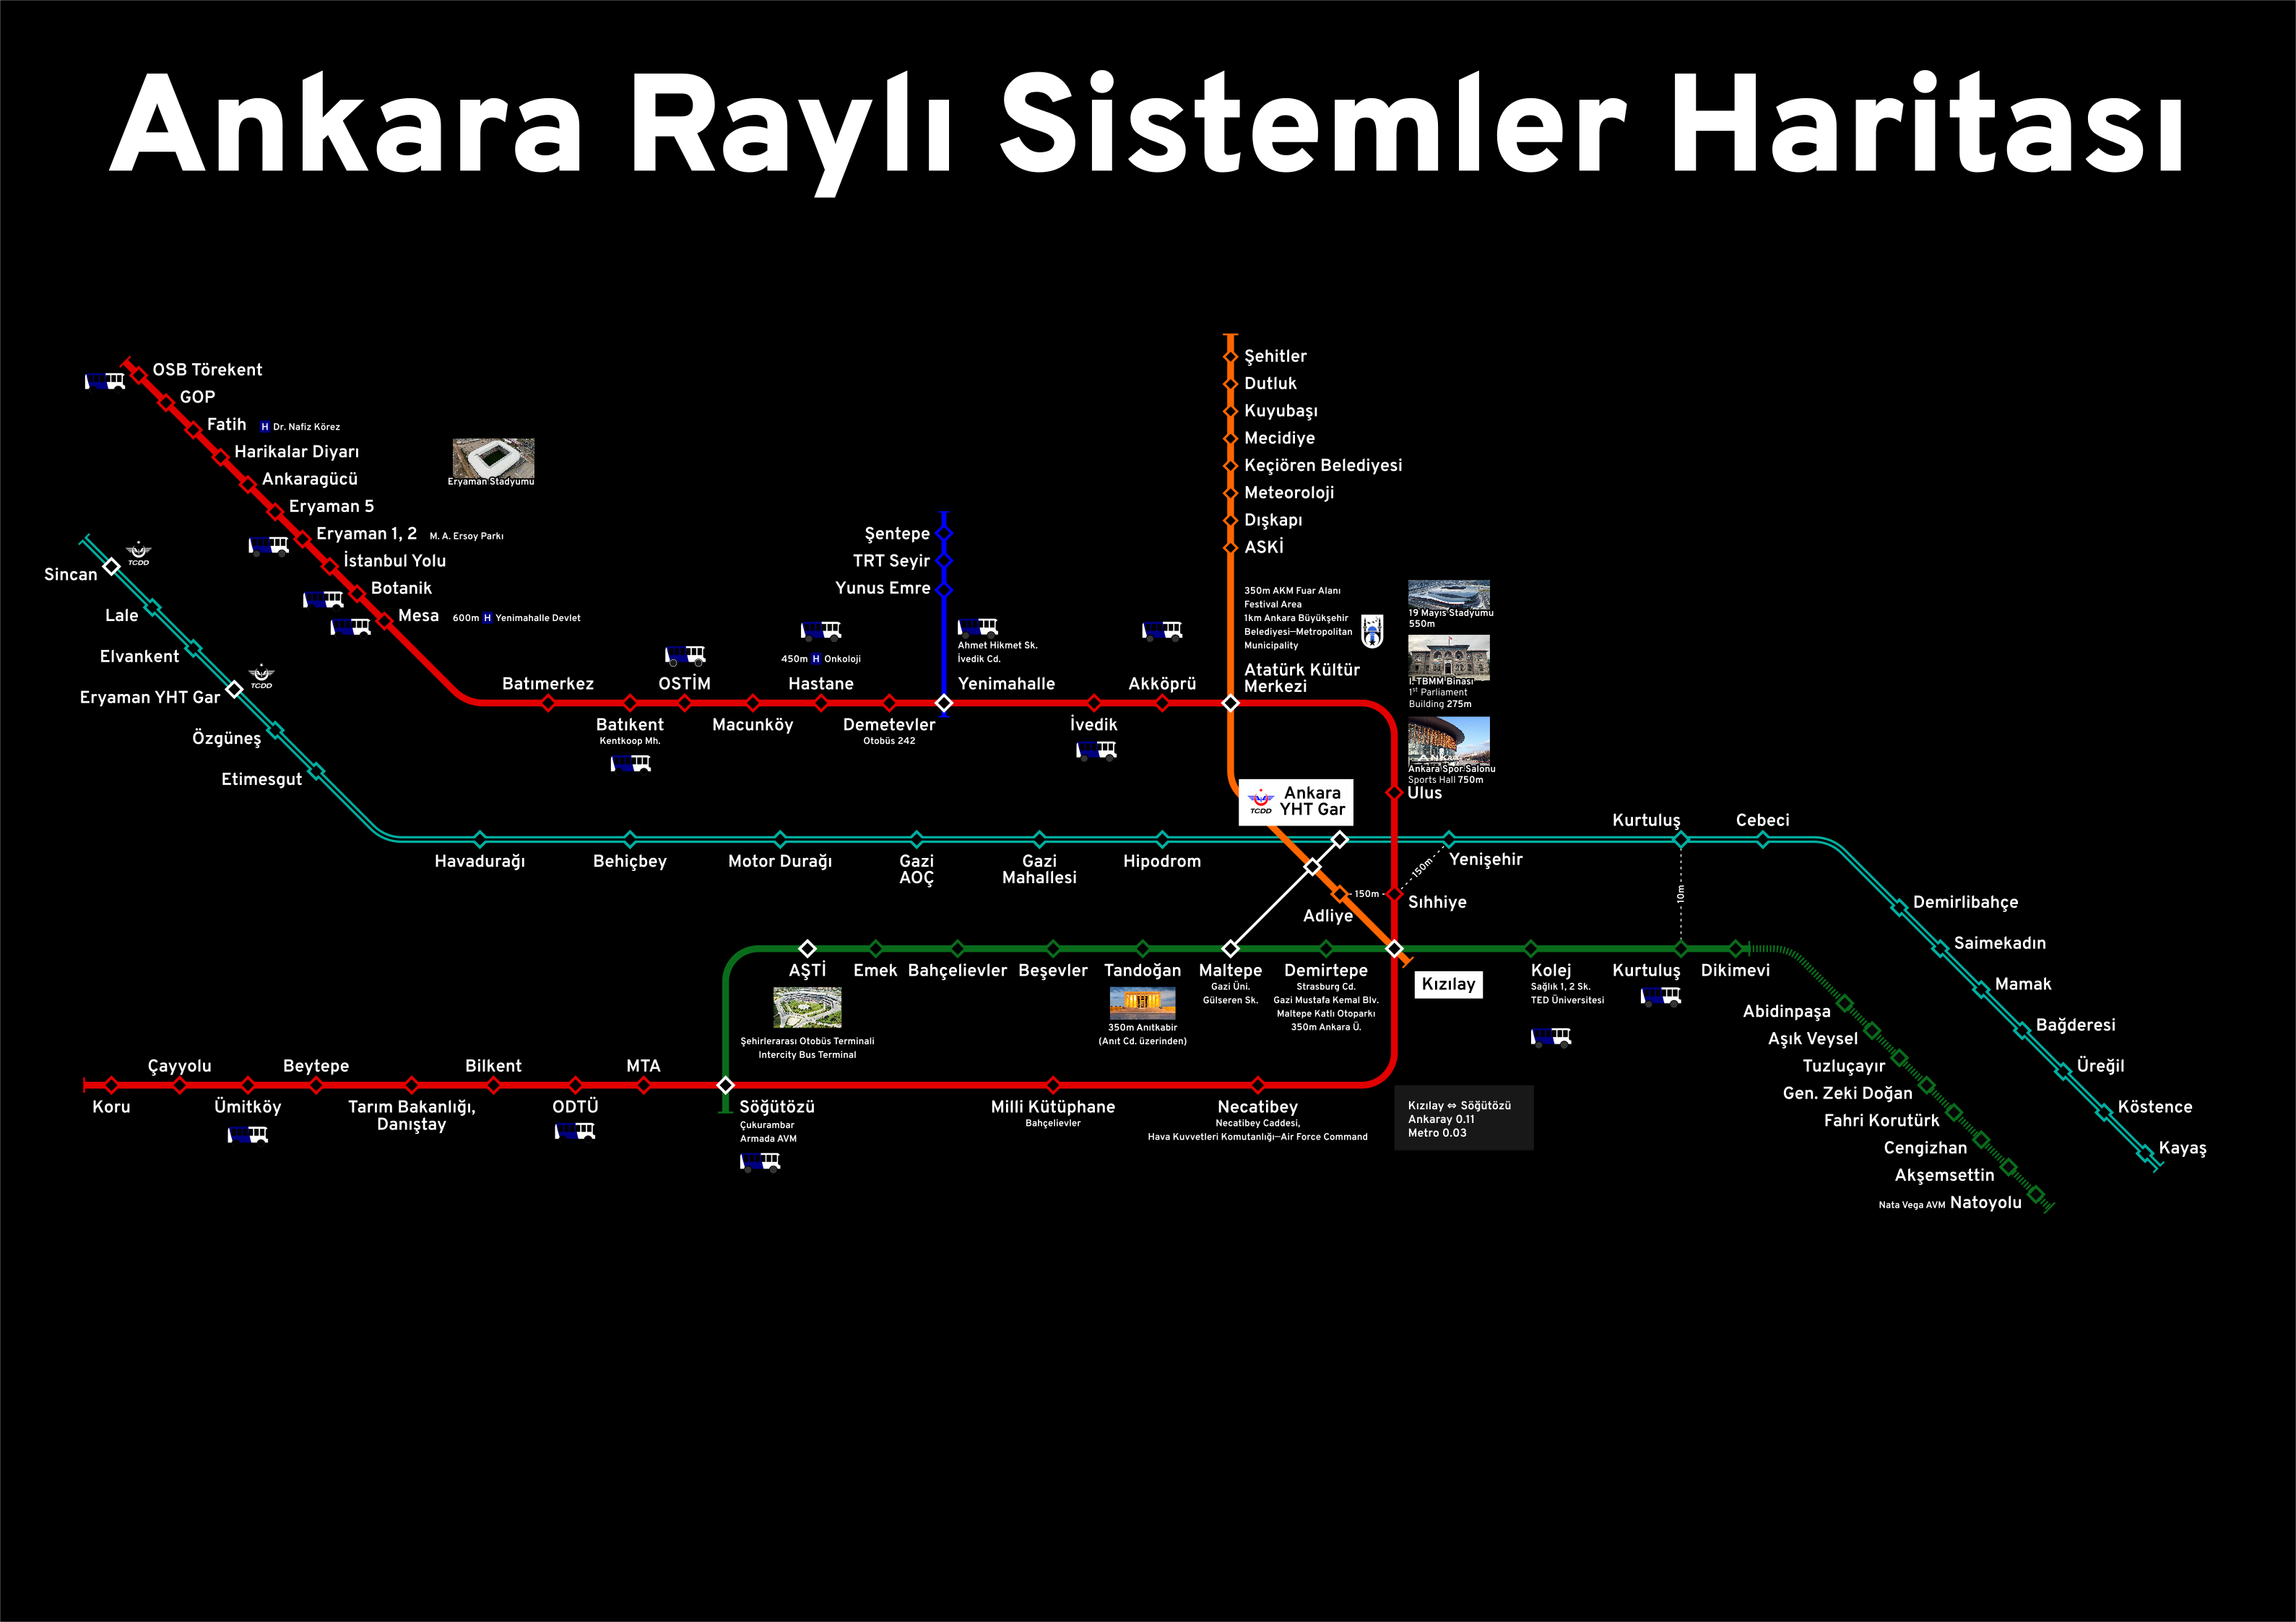 Ankara Raylı Sistemler Haritası
OSB Törekent
GOP
Fatih
H Dr. Nafiz Körez
Harikalar Diyarı
Ankaragücü
Eryaman Stadyumu
Eryaman 5
Eryaman 1, 2
M. A. Ersoy Parkı
İstanbul Yolu
Botanik
Mesa
600m H Yenimahalle Devlet
TCDD
Sincan
Lale
Elvankent
TCDD
Eryaman YHT Gar
Özgüneş
Etimesgut
Şentepe
TRT Seyir
Yunus Emre
Ahmet Hikmet Sk.
İvedik Cd.
Yenimahalle
450m H Onkoloji
Batımerkez
OSTİM
Hastane
Akköprü
Batıkent
Kentkoop Mh.
Macunköy
Demetevler
Otobüs 242
İvedik
Şehitler
Dutluk
Kuyubaşı
Mecidiye
Keçiören Belediyesi
Meteoroloji
Dışkapı
ASKİ
350m AKM Fuar Alanı
Festival Area
1km Ankara Büyükşehir
Belediyesi—Metropolitan
Municipality
Atatürk Kültür
Merkezi
19 Mayıs Stadyumu
550m
I. TBMM Binası
1st Parliament
Building 275m
Ankara Spor Salonu
Sports Hall 750m
Ulus
TCDD
Ankara
YHT Gar
Havadurağı
Behiçbey
Motor Durağı
Gazi
AOÇ
Gazi
Mahallesi
Hipodrom
Yenişehir
Kurtuluş
Cebeci
150m
150m
10m
Adliye
Sıhhiye
Demirlibahçe
Saimekadın
Mamak
Bağderesi
Üreğil
Köstence
Kayaş
AŞTİ
Şehirlerarası Otobüs Terminali
Intercity Bus Terminal
Emek
Bahçelievler
Beşevler
Tandoğan
350m Anıtkabir
(Anıt Cd. üzerinden)
Maltepe
Gazi Üni.
Gülseren Sk.
Demirtepe
Strasburg Cd.
Gazi Mustafa Kemal Blv.
Maltepe Katlı Otoparkı
350m Ankara Ü.
Kızılay
Kolej
Sağlık 1, 2 Sk.
TED Üniversitesi
Kurtuluş
Dikimevi
Abidinpaşa
Aşık Veysel
Tuzluçayır
Gen. Zeki Doğan
Fahri Korutürk
Cengizhan
Akşemsettin
Nata Vega AVM Natoyolu
Çayyolu
Beytepe
Bilkent
MTA
Koru
Ümitköy
Tarım Bakanlığı,
Danıştay
ODTÜ
Söğütözü
Çukurambar
Armada AVM
Milli Kütüphane
Bahçelievler
Necatibey
Necatibey Caddesi,
Hava Kuvvetleri Komutanlığı—Air Force Command
Kızılay ⇔ Söğütözü
Ankaray 0.11
Metro 0.03